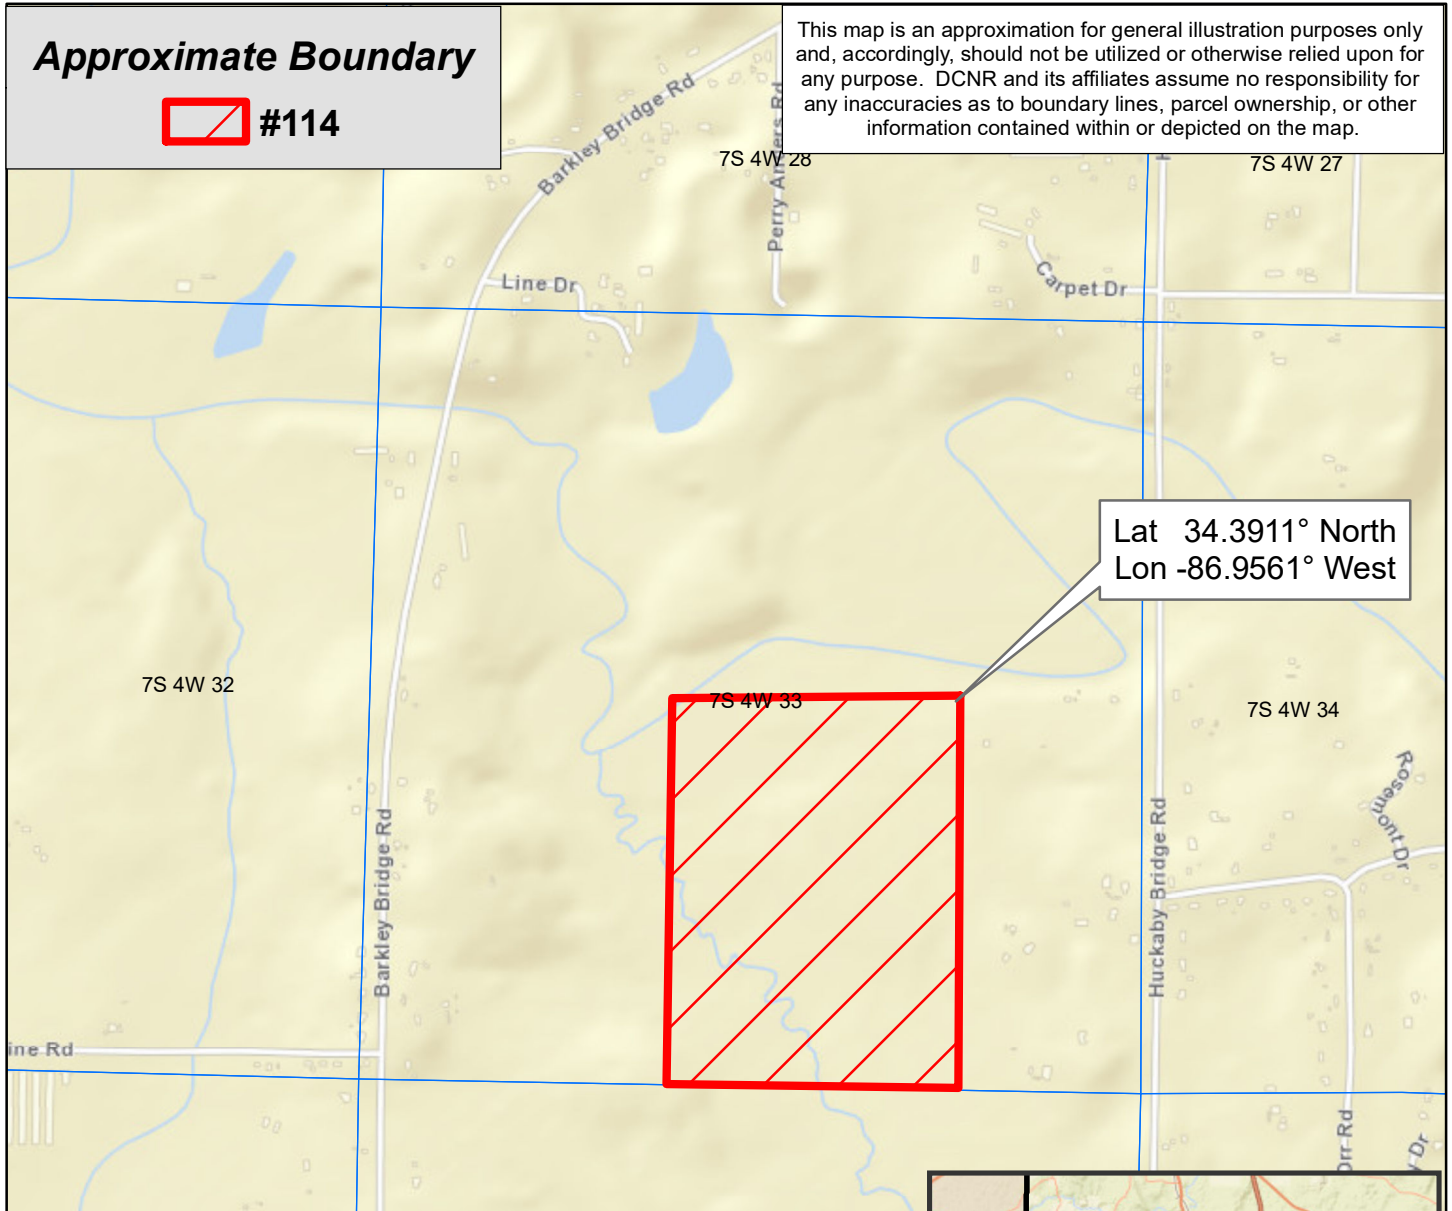 Approximate Boundary
#114
This map is an approximation for general illustration purposes only
and, accordingly, should not be utilized or otherwise relied upon for
any purpose.  DCNR and its affiliates assume no responsibility for
any inaccuracies as to boundary lines, parcel ownership, or other
information contained within or depicted on the map.
Barkley Bridge Rd
7S 4W 28
7S 4W 27
Line Dr
Carpet Dr
Lat 34.3911° North
Lon -86.9561° West
7S 4W 32
7S 4W 33
7S 4W 34
Rosemont Dr
Barkley Bridge Rd
Huckaby Bridge Rd
ine Rd
Orr Rd
Dr